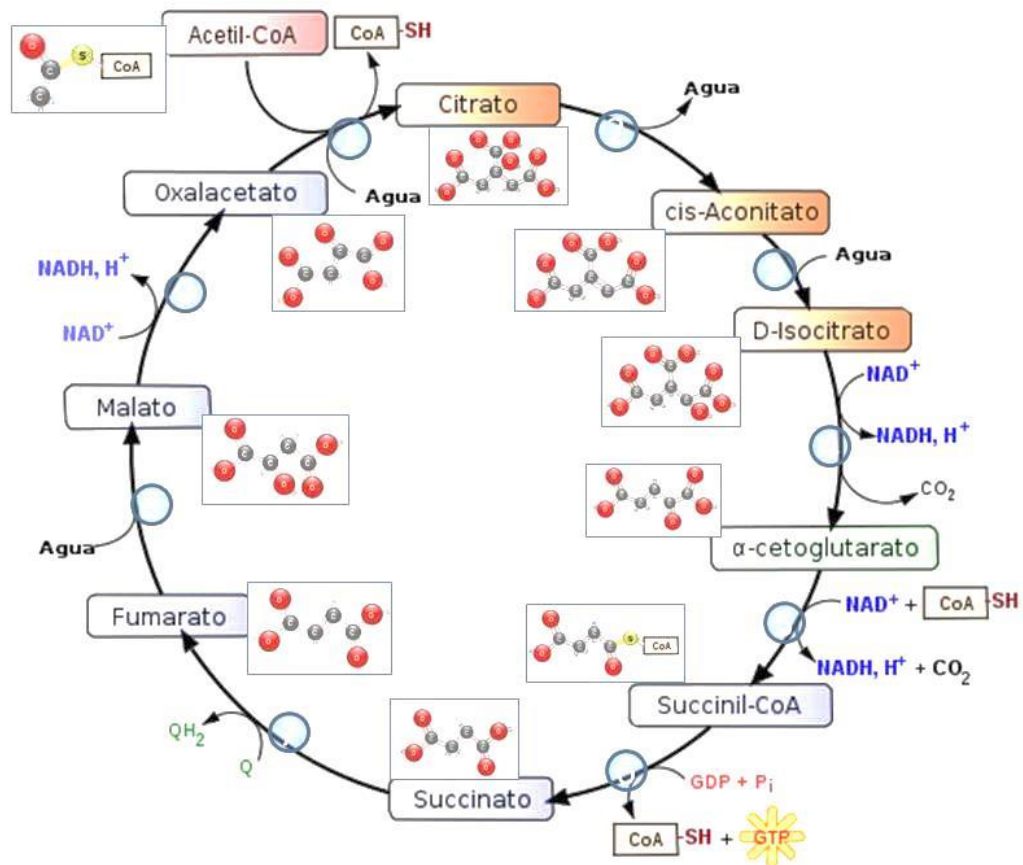 Acetil-CoA
CoA-SH
S
CoA
Citrato
Agua
Agua
Oxalacetato
cis-Aconitato
Agua
NADH, H⁺
NAD⁺
D-Isocitrato
NAD⁺
NADH, H⁺
CO₂
Malato
α-cetoglutarato
Agua
NAD⁺ + CoA-SH
NADH, H⁺ + CO₂
Fumarato
S CoA
Succinil-CoA
QH₂
Q
GDP + Pᵢ
Succinato
CoA-SH + GTP